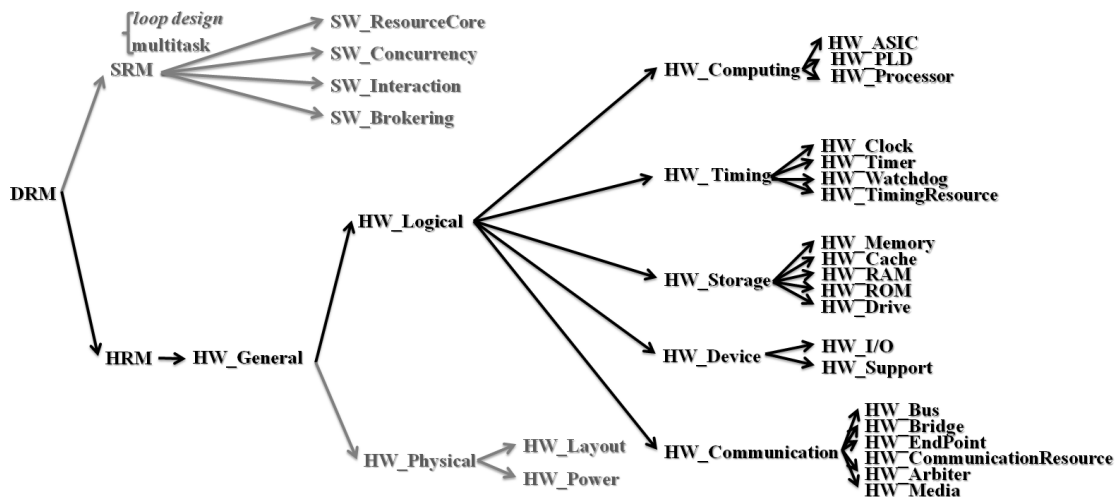 loop design
multitask
SRM
SW_ResourceCore
SW_Concurrency
SW_Interaction
SW_Brokering
DRM
HRM
HW_General
HW_Logical
HW_Physical
HW_Layout
HW_Power
HW_Computing
HW_ASIC
HW_PLD
HW_Processor
HW_Timing
HW_Clock
HW_Timer
HW_Watchdog
HW_TimingResource
HW_Storage
HW_Memory
HW_Cache
HW_RAM
HW_ROM
HW_Drive
HW_Device
HW_I/O
HW_Support
HW_Communication
HW_Bus
HW_Bridge
HW_EndPoint
HW_CommunicationResource
HW_Arbiter
HW_Media